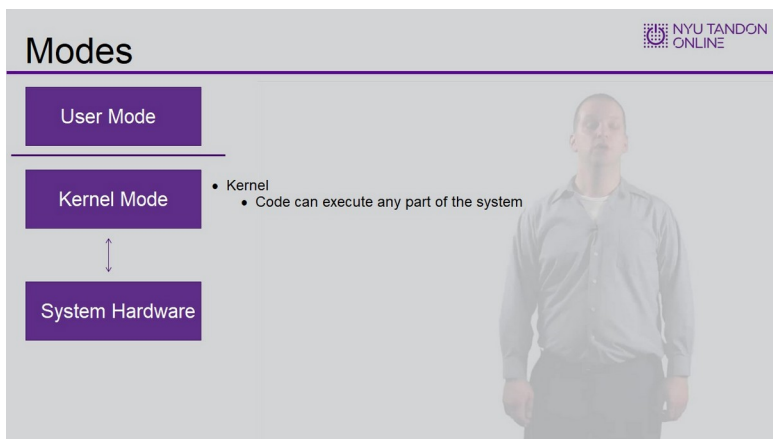 Modes
NYU TANDON
ONLINE
User Mode
Kernel Mode
• Kernel
• Code can execute any part of the system
System Hardware